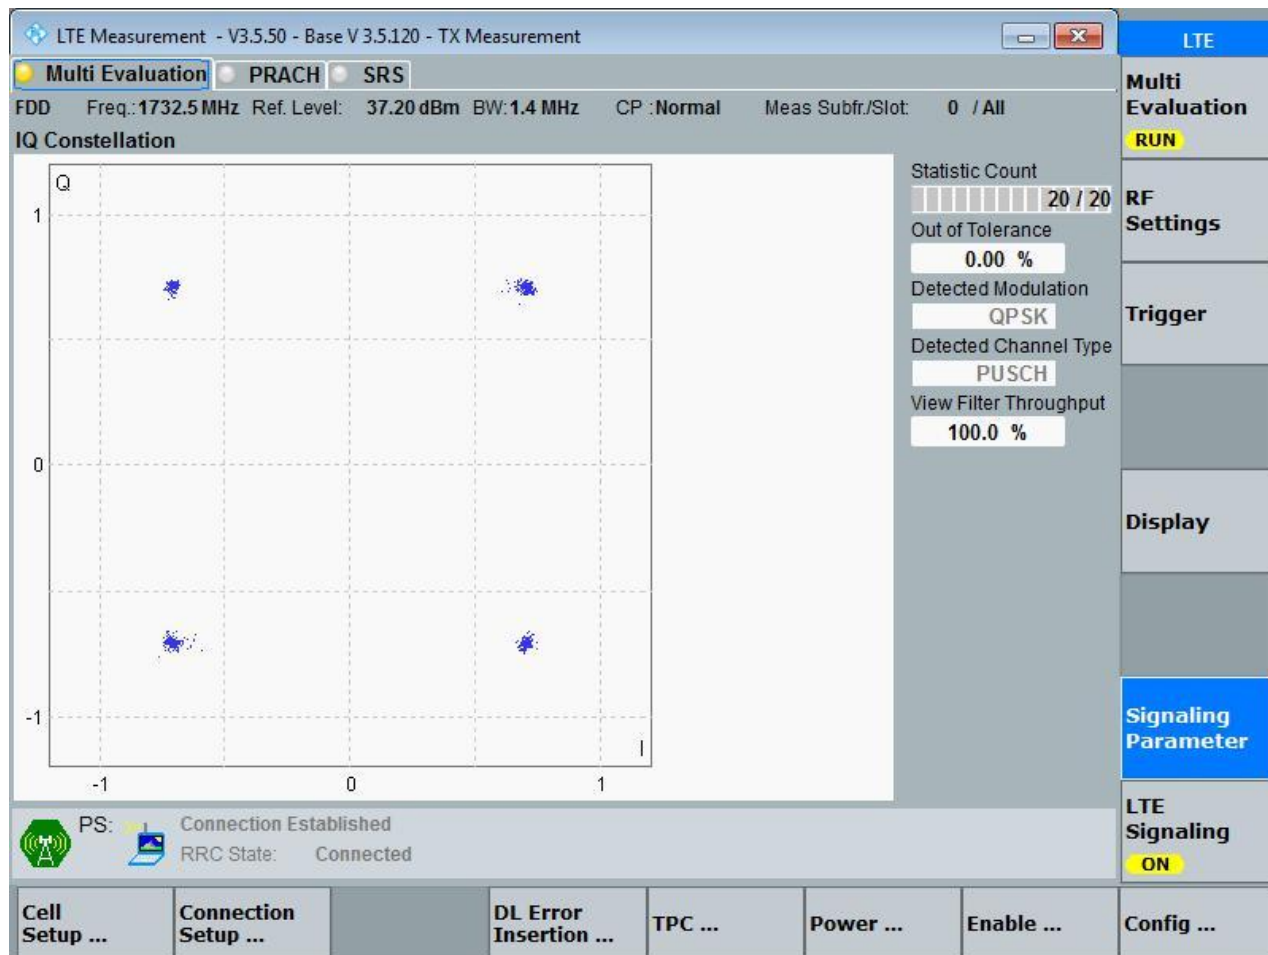 LTE Measurement - V3.5.50 - Base V 3.5.120 - TX Measurement
LTE
Multi Evaluation PRACH SRS
FDD Freq.: 1732.5 MHz Ref. Level: 37.20 dBm BW: 1.4 MHz CP : Normal Meas Subfr./Slot: 0 / All
IQ Constellation
Q
1
0
-1
I
-1 0 1
Statistic Count
20 / 20
Out of Tolerance
0.00 %
Detected Modulation
QPSK
Detected Channel Type
PUSCH
View Filter Throughput
100.0 %
Multi
Evaluation
RUN
RF
Settings
Trigger
Display
Signaling
Parameter
LTE
Signaling
ON
PS: Connection Established
RRC State: Connected
Cell
Setup ...
Connection
Setup ...
DL Error
Insertion ...
TPC ...
Power ...
Enable ...
Config ...